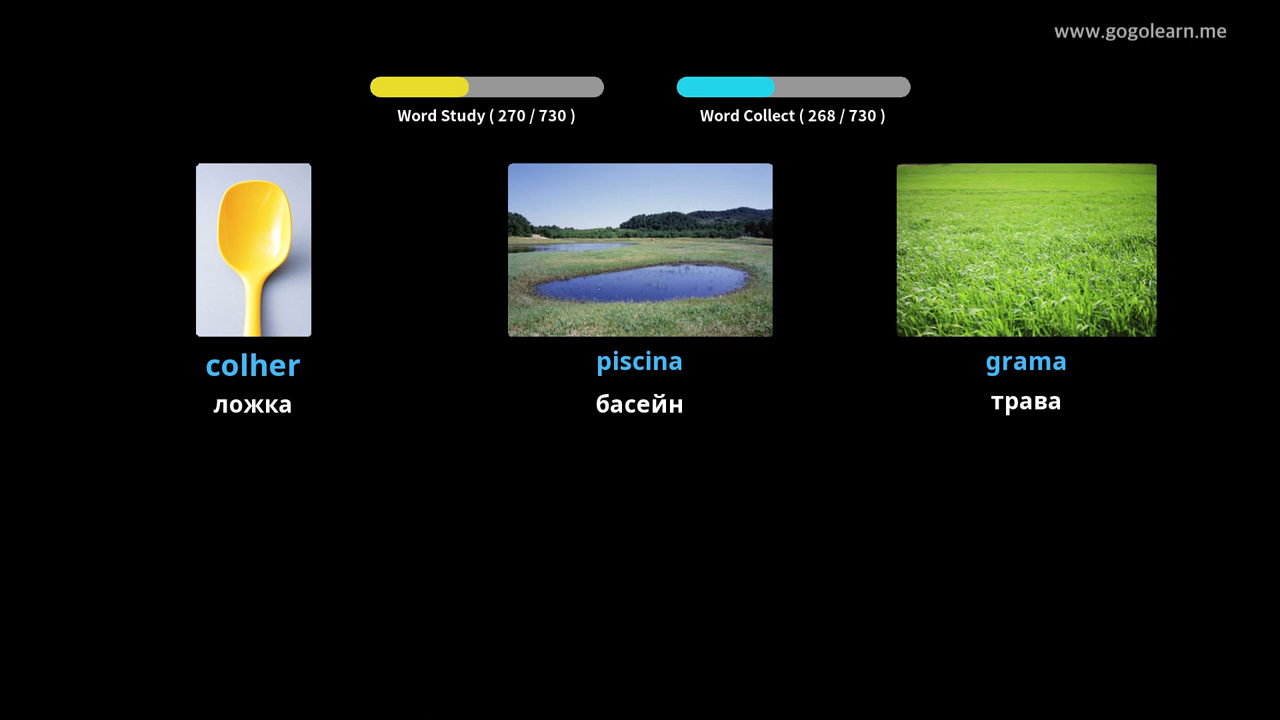 www.gogolearn.me
Word Study ( 270 / 730 )
Word Collect ( 268 / 730 )
colher
piscina
grama
ложка
басейн
трава